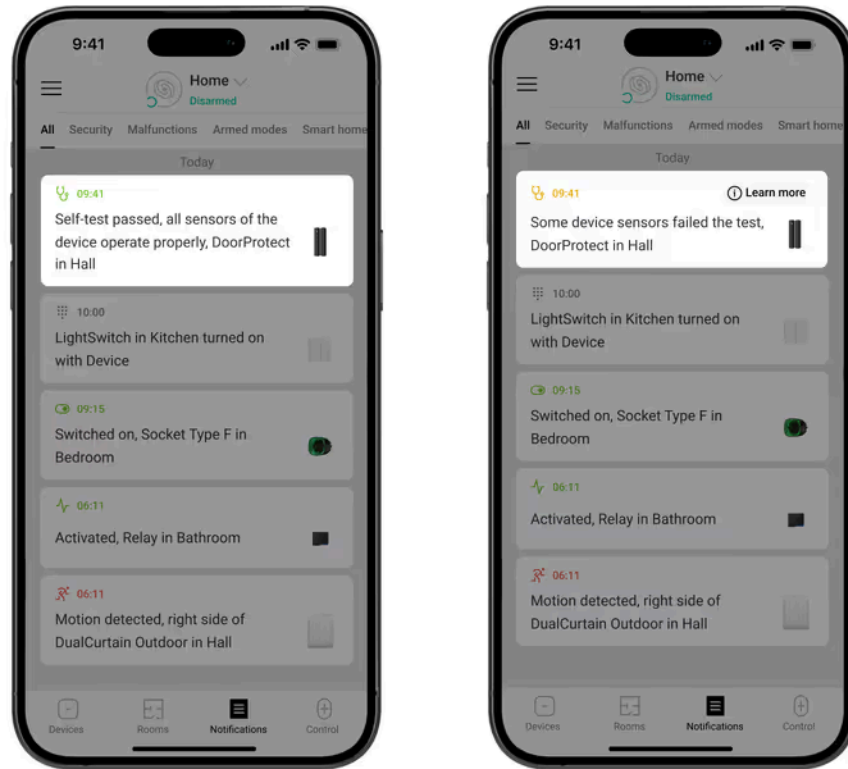 9:41
Home
Disarmed
All Security Malfunctions Armed modes Smart home
Today
09:41
Self-test passed, all sensors of the
device operate properly, DoorProtect
in Hall
10:00
LightSwitch in Kitchen turned on
with Device
09:15
Switched on, Socket Type F in
Bedroom
06:11
Activated, Relay in Bathroom
06:11
Motion detected, right side of
DualCurtain Outdoor in Hall
Devices Rooms Notifications Control
9:41
Home
Disarmed
All Security Malfunctions Armed modes Smart home
Today
09:41 Learn more
Some device sensors failed the test,
DoorProtect in Hall
10:00
LightSwitch in Kitchen turned on
with Device
09:15
Switched on, Socket Type F in
Bedroom
06:11
Activated, Relay in Bathroom
06:11
Motion detected, right side of
DualCurtain Outdoor in Hall
Devices Rooms Notifications Control